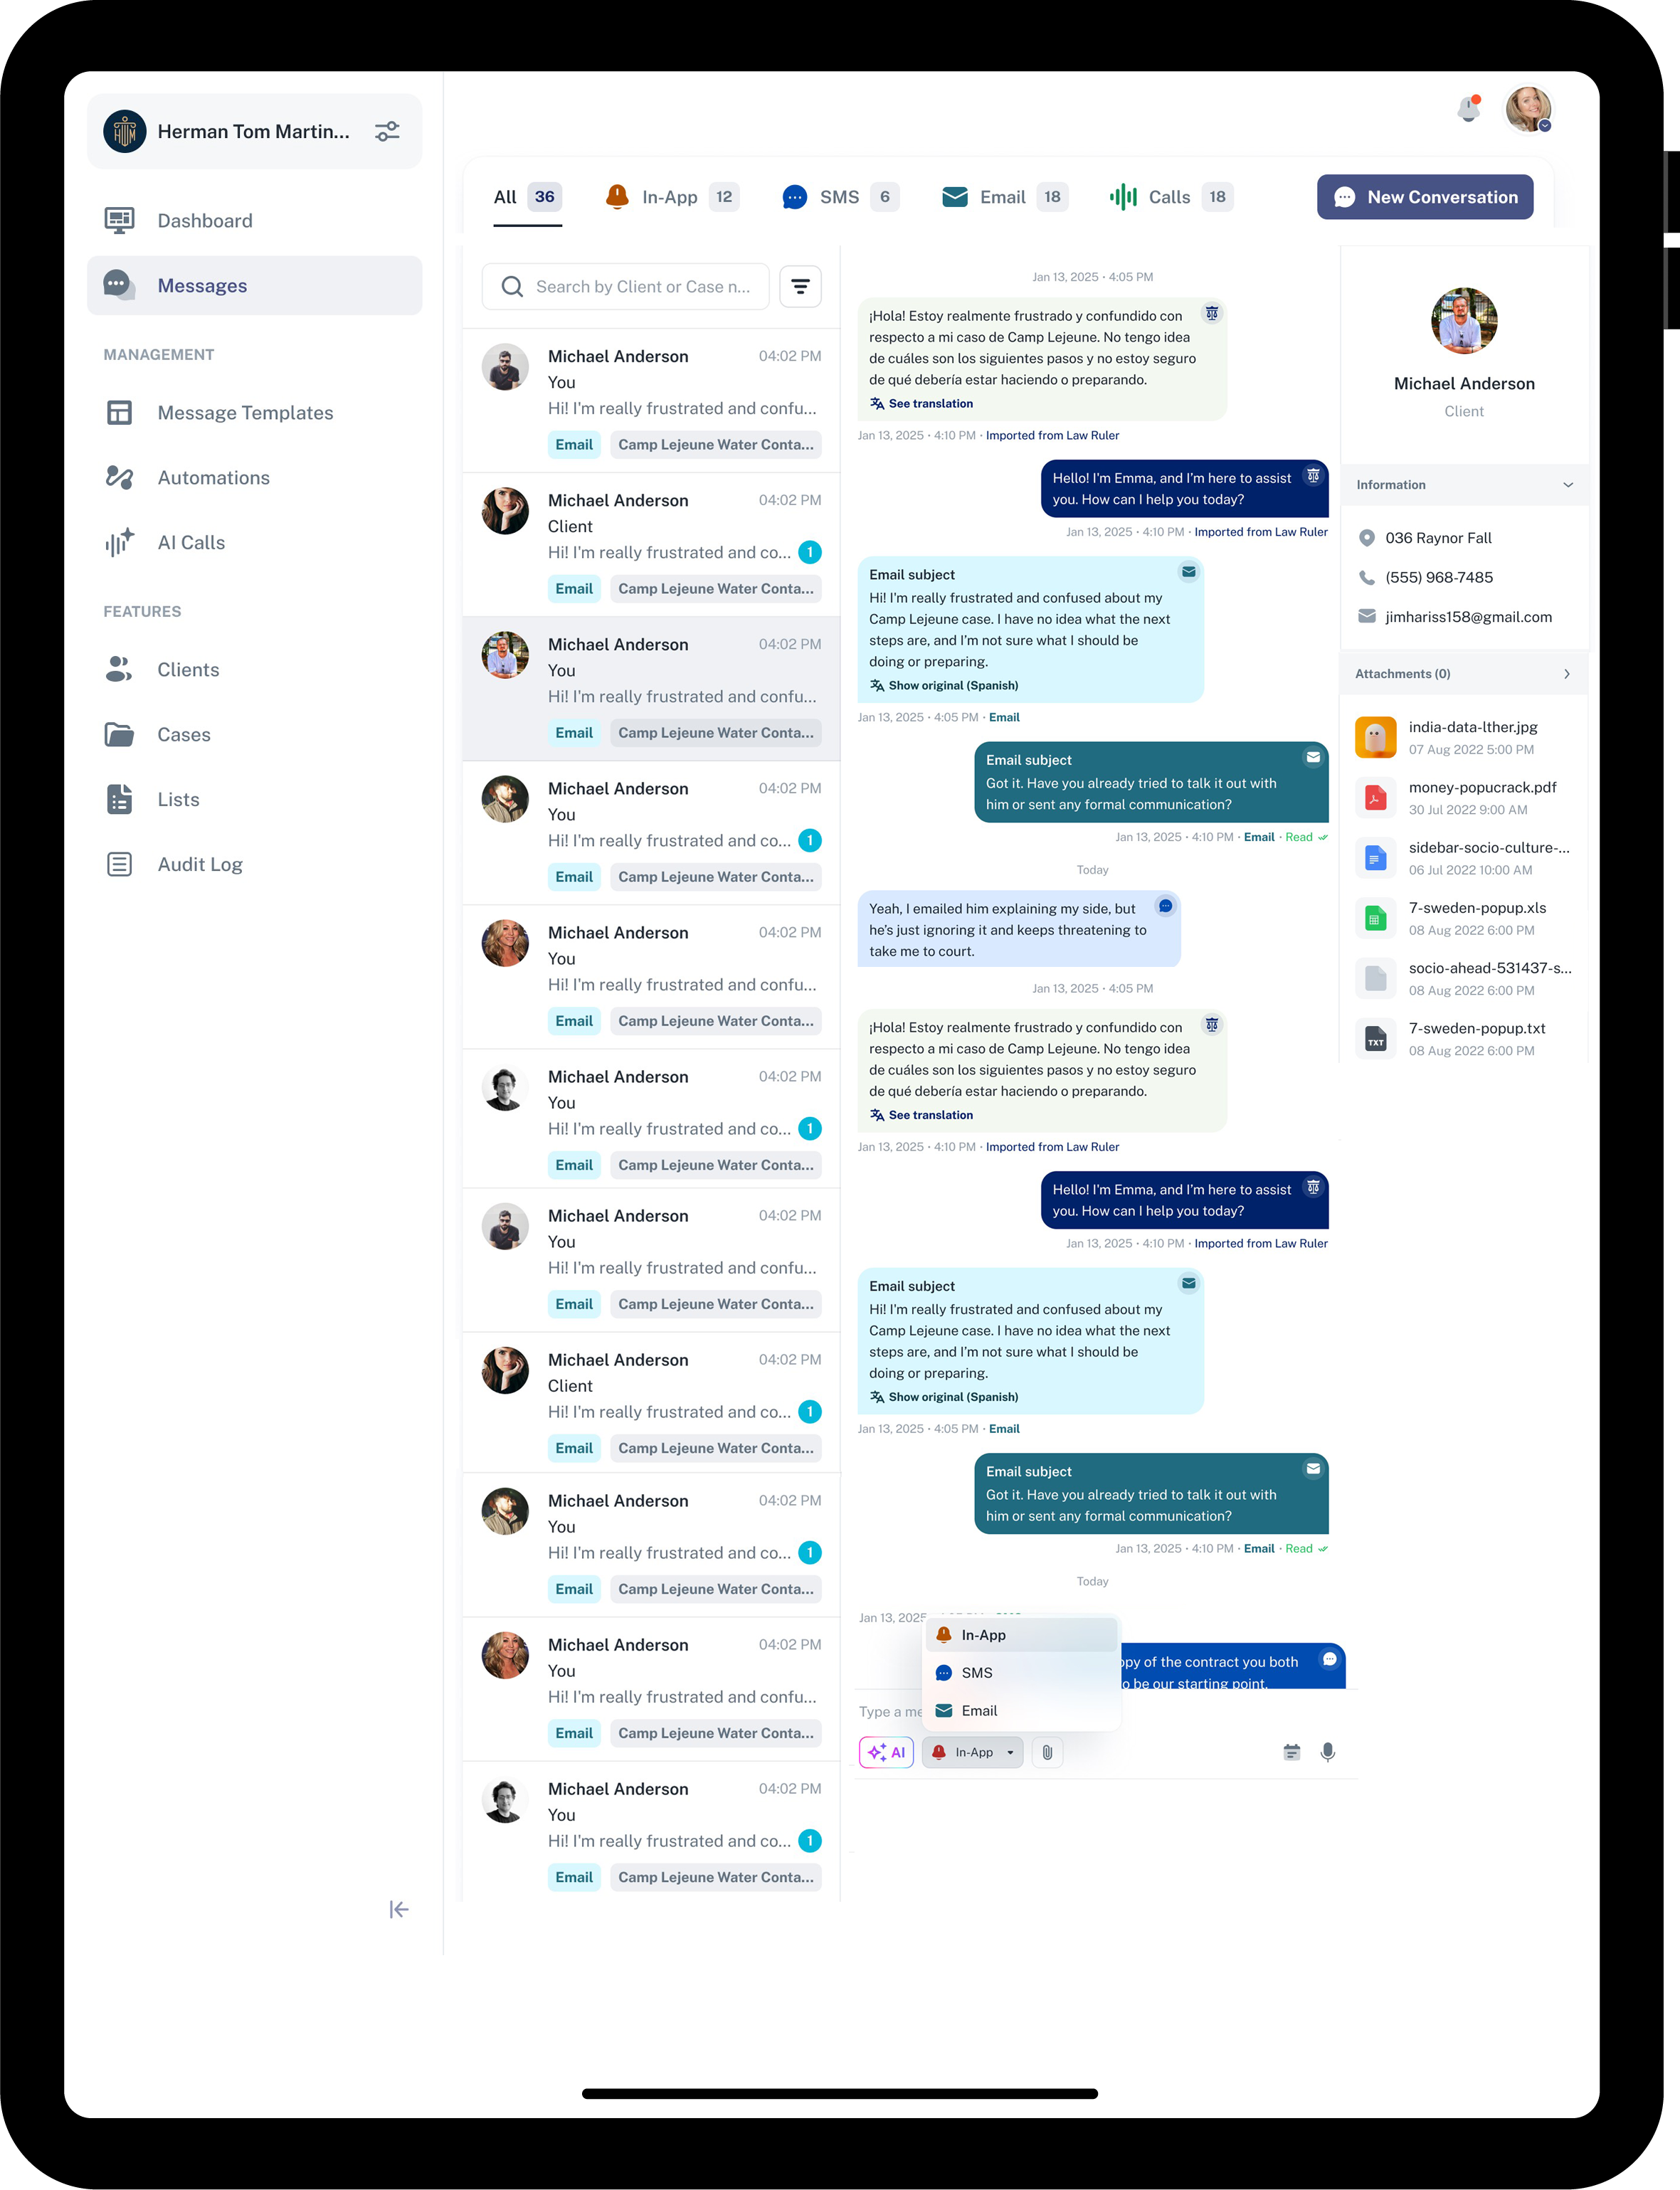 Herman Tom Martin...
Dashboard
Messages
MANAGEMENT
Message Templates
Automations
AI Calls
FEATURES
Clients
Cases
Lists
Audit Log
All 36
In-App 12
SMS 6
Email 18
Calls 18
New Conversation
Search by Client or Case n...
Michael Anderson 04:02 PM
You
Hi! I'm really frustrated and confu...
Email Camp Lejeune Water Conta...
Michael Anderson 04:02 PM
Client
Hi! I'm really frustrated and co... 1
Email Camp Lejeune Water Conta...
Michael Anderson 04:02 PM
You
Hi! I'm really frustrated and confu...
Email Camp Lejeune Water Conta...
Michael Anderson 04:02 PM
You
Hi! I'm really frustrated and co... 1
Email Camp Lejeune Water Conta...
Michael Anderson 04:02 PM
You
Hi! I'm really frustrated and confu...
Email Camp Lejeune Water Conta...
Michael Anderson 04:02 PM
You
Hi! I'm really frustrated and co... 1
Email Camp Lejeune Water Conta...
Michael Anderson 04:02 PM
You
Hi! I'm really frustrated and confu...
Email Camp Lejeune Water Conta...
Michael Anderson 04:02 PM
Client
Hi! I'm really frustrated and co... 1
Email Camp Lejeune Water Conta...
Michael Anderson 04:02 PM
You
Hi! I'm really frustrated and co... 1
Email Camp Lejeune Water Conta...
Michael Anderson 04:02 PM
You
Hi! I'm really frustrated and confu...
Email Camp Lejeune Water Conta...
Michael Anderson 04:02 PM
You
Hi! I'm really frustrated and co... 1
Email Camp Lejeune Water Conta...
Jan 13, 2025 • 4:05 PM
¡Hola! Estoy realmente frustrado y confundido con
respecto a mi caso de Camp Lejeune. No tengo idea
de cuáles son los siguientes pasos y no estoy seguro
de qué debería estar haciendo o preparando.
See translation
Jan 13, 2025 • 4:10 PM • Imported from Law Ruler
Hello! I'm Emma, and I'm here to assist
you. How can I help you today?
Jan 13, 2025 • 4:10 PM • Imported from Law Ruler
Email subject
Hi! I'm really frustrated and confused about my
Camp Lejeune case. I have no idea what the next
steps are, and I'm not sure what I should be
doing or preparing.
Show original (Spanish)
Jan 13, 2025 • 4:05 PM • Email
Email subject
Got it. Have you already tried to talk it out with
him or sent any formal communication?
Jan 13, 2025 • 4:10 PM • Email • Read
Today
Yeah, I emailed him explaining my side, but
he's just ignoring it and keeps threatening to
take me to court.
Jan 13, 2025 • 4:05 PM
¡Hola! Estoy realmente frustrado y confundido con
respecto a mi caso de Camp Lejeune. No tengo idea
de cuáles son los siguientes pasos y no estoy seguro
de qué debería estar haciendo o preparando.
See translation
Jan 13, 2025 • 4:10 PM • Imported from Law Ruler
Hello! I'm Emma, and I'm here to assist
you. How can I help you today?
Jan 13, 2025 • 4:10 PM • Imported from Law Ruler
Email subject
Hi! I'm really frustrated and confused about my
Camp Lejeune case. I have no idea what the next
steps are, and I'm not sure what I should be
doing or preparing.
Show original (Spanish)
Jan 13, 2025 • 4:05 PM • Email
Email subject
Got it. Have you already tried to talk it out with
him or sent any formal communication?
Jan 13, 2025 • 4:10 PM • Email • Read
Today
Jan 13, 2025
In-App
SMS
Email
of the contract you both
to be our starting point.
Type a
AI
In-App
Michael Anderson
Client
Information
036 Raynor Fall
(555) 968-7485
jimhariss158@gmail.com
Attachments (0)
india-data-lther.jpg
07 Aug 2022 5:00 PM
money-popucrack.pdf
30 Jul 2022 9:00 AM
sidebar-socio-culture-...
06 Jul 2022 10:00 AM
7-sweden-popup.xls
08 Aug 2022 6:00 PM
socio-ahead-531437-s...
08 Aug 2022 6:00 PM
TXT
7-sweden-popup.txt
08 Aug 2022 6:00 PM